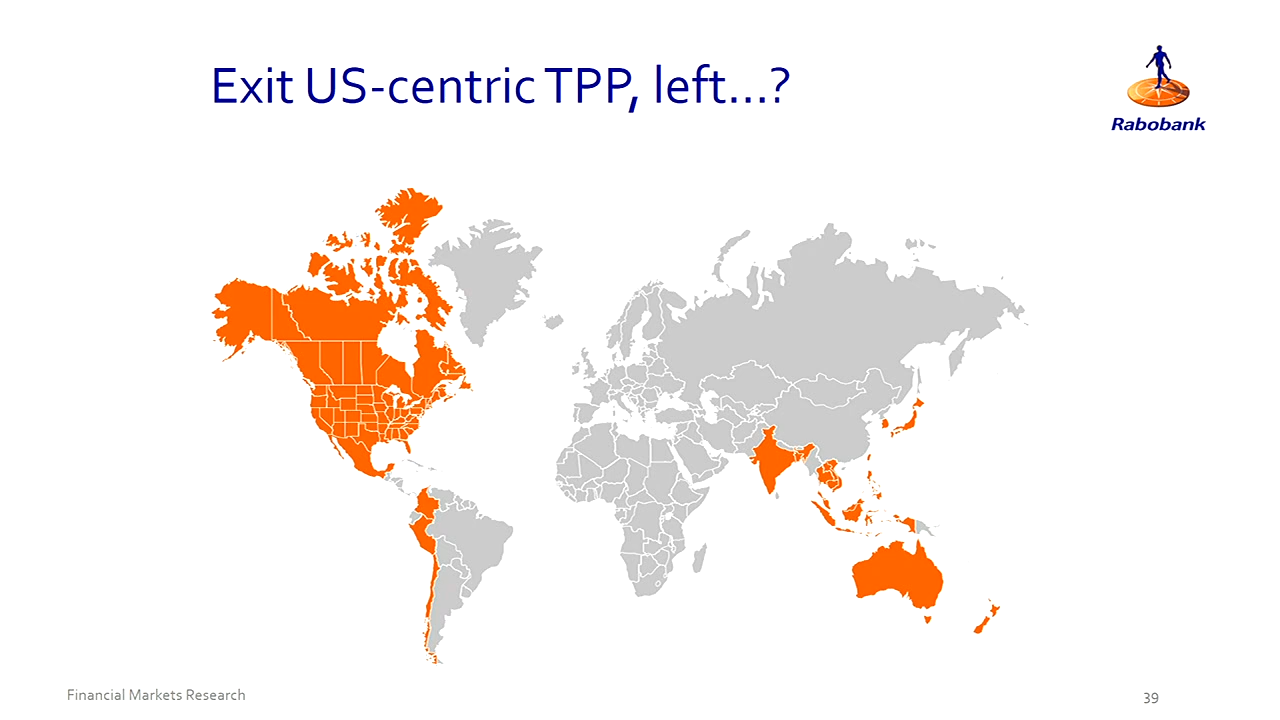 Exit US-centric TPP, left...?
Rabobank
Financial Markets Research
39